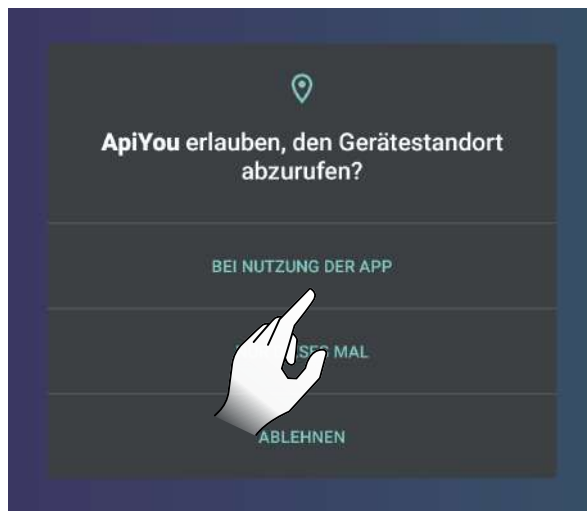 ApiYou erlauben, den Gerätestandort
abzurufen?
BEI NUTZUNG DER APP
MAL
ABLEHNEN